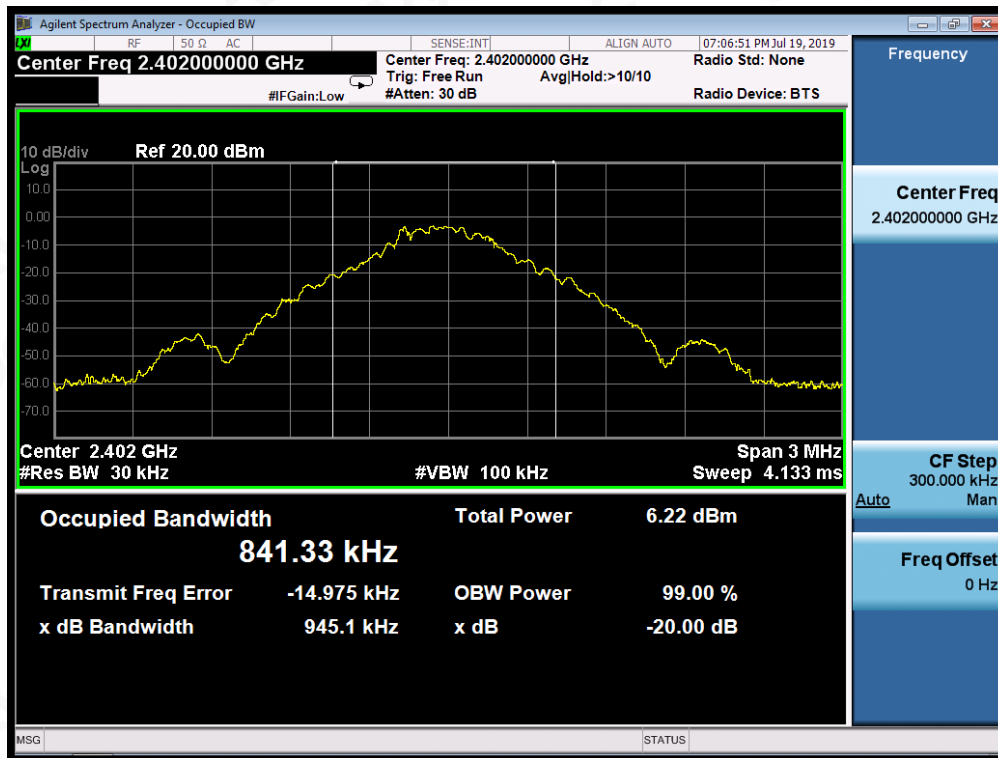 Agilent Spectrum Analyzer - Occupied BW
LXI RF 50 Ω AC SENSE:INT ALIGN AUTO 07:06:51 PM Jul 19, 2019
Center Freq 2.402000000 GHz
Center Freq: 2.402000000 GHz
Radio Std: None
Trig: Free Run Avg|Hold:>10/10
#IFGain:Low
#Atten: 30 dB
Radio Device: BTS
10 dB/div Ref 20.00 dBm
Log
10.0
0.00
-10.0
-20.0
-30.0
-40.0
-50.0
-60.0
-70.0
Center 2.402 GHz Span 3 MHz
#Res BW 30 kHz #VBW 100 kHz Sweep 4.133 ms
Occupied Bandwidth Total Power 6.22 dBm
841.33 kHz
Transmit Freq Error -14.975 kHz OBW Power 99.00 %
x dB Bandwidth 945.1 kHz x dB -20.00 dB
MSG STATUS
Frequency
Center Freq
2.402000000 GHz
CF Step
300.000 kHz
Auto Man
Freq Offset
0 Hz